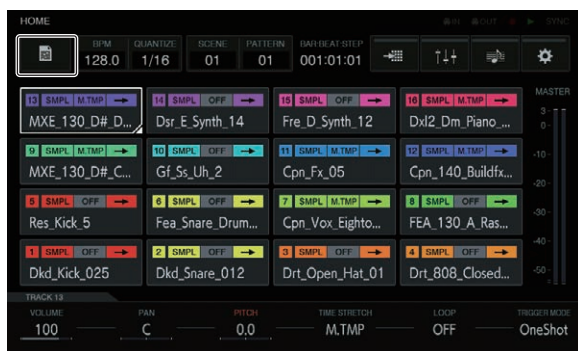 HOME IN OUT SYNC
BPM QUANTIZE SCENE PATTERN BAR·BEAT·STEP
128.0 1/16 01 01 001:01:01
MASTER
13 SMPL M.TMP 14 SMPL OFF 15 SMPL OFF 16 SMPL M.TMP
MXE_130_D#_D... Dsr_E_Synth_14 Fre_D_Synth_12 Dxl2_Dm_Piano_...
3
0
9 SMPL M.TMP 10 SMPL OFF 11 SMPL M.TMP 12 SMPL M.TMP
-10
MXE_130_D#_C... Gf_Ss_Uh_2 Cpn_Fx_05 Cpn_140_Buildfx...
-20
5 SMPL OFF 6 SMPL OFF 7 SMPL M.TMP 8 SMPL OFF
Res_Kick_5 Fea_Snare_Drum... Cpn_Vox_Eighto... FEA_130_A_Ras...
-30
-40
1 SMPL OFF 2 SMPL OFF 3 SMPL OFF 4 SMPL OFF
Dkd_Kick_025 Dkd_Snare_012 Drt_Open_Hat_01 Drt_808_Closed...
-50
TRACK 13
VOLUME PAN PITCH TIME STRETCH LOOP TRIGGER MODE
100 C 0.0 M.TMP OFF OneShot